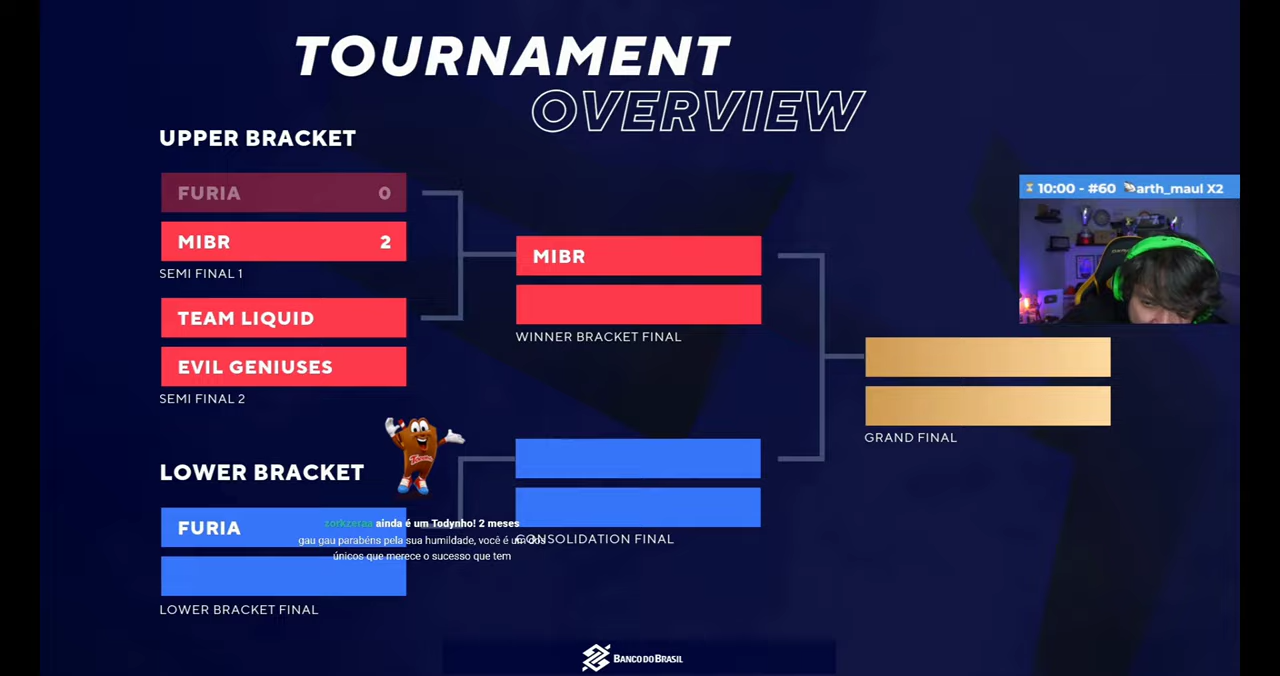 TOURNAMENT
OVERVIEW
UPPER BRACKET
FURIA 0
MIBR 2
SEMI FINAL 1
TEAM LIQUID
EVIL GENIUSES
SEMI FINAL 2
MIBR
WINNER BRACKET FINAL
10:00 - #60 arth_maul X2
GRAND FINAL
LOWER BRACKET
FURIA
LOWER BRACKET FINAL
CONSOLIDATION FINAL
zorkzeraa ainda é um Todynho! 2 meses
gau gau parabéns pela sua humildade, você é um dos
únicos que merece o sucesso que tem
BANCO DO BRASIL